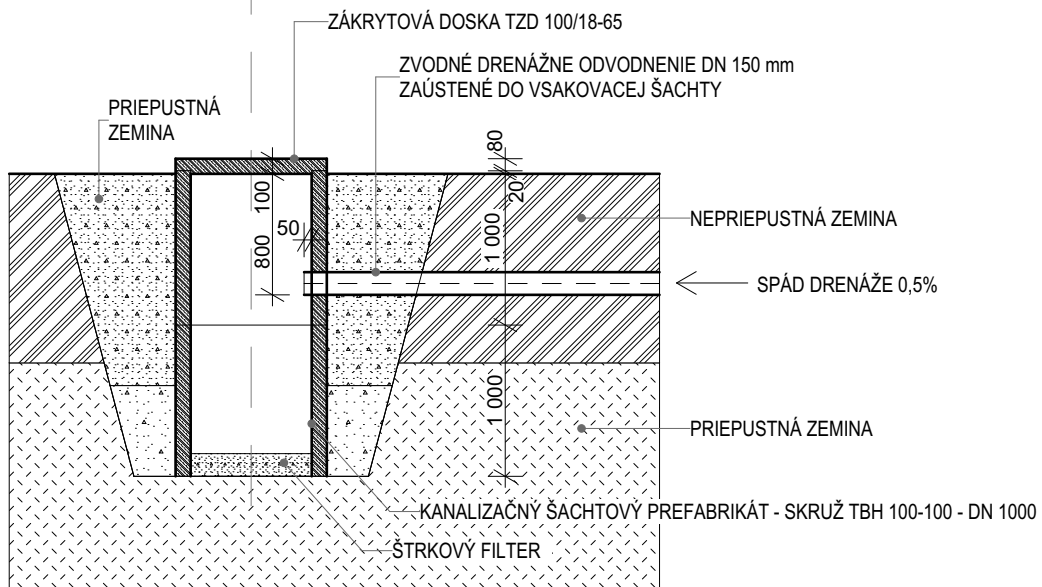 ZÁKRYTOVÁ DOSKA TZD 100/18-65
ZVODNÉ DRENÁŽNE ODVODNENIE DN 150 mm
ZAÚSTENÉ DO VSAKOVACEJ ŠACHTY
PRIEPUSTNÁ
ZEMINA
80
20
100
50
800
1 000
NEPRIEPUSTNÁ ZEMINA
SPÁD DRENÁŽE 0,5%
1 000
PRIEPUSTNÁ ZEMINA
KANALIZAČNÝ ŠACHTOVÝ PREFABRIKÁT - SKRUŽ TBH 100-100 - DN 1000
ŠTRKOVÝ FILTER